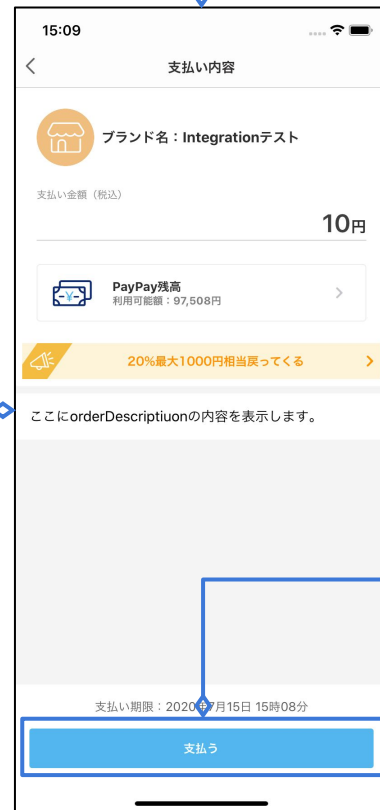 15:09
支払い内容
ブランド名：Integrationテスト
支払い金額（税込）
10円
PayPay残高
利用可能額：97,508円
20%最大1000円相当戻ってくる
ここにorderDescriptiuonの内容を表示します。
支払い期限：2020年7月15日 15時08分
支払う